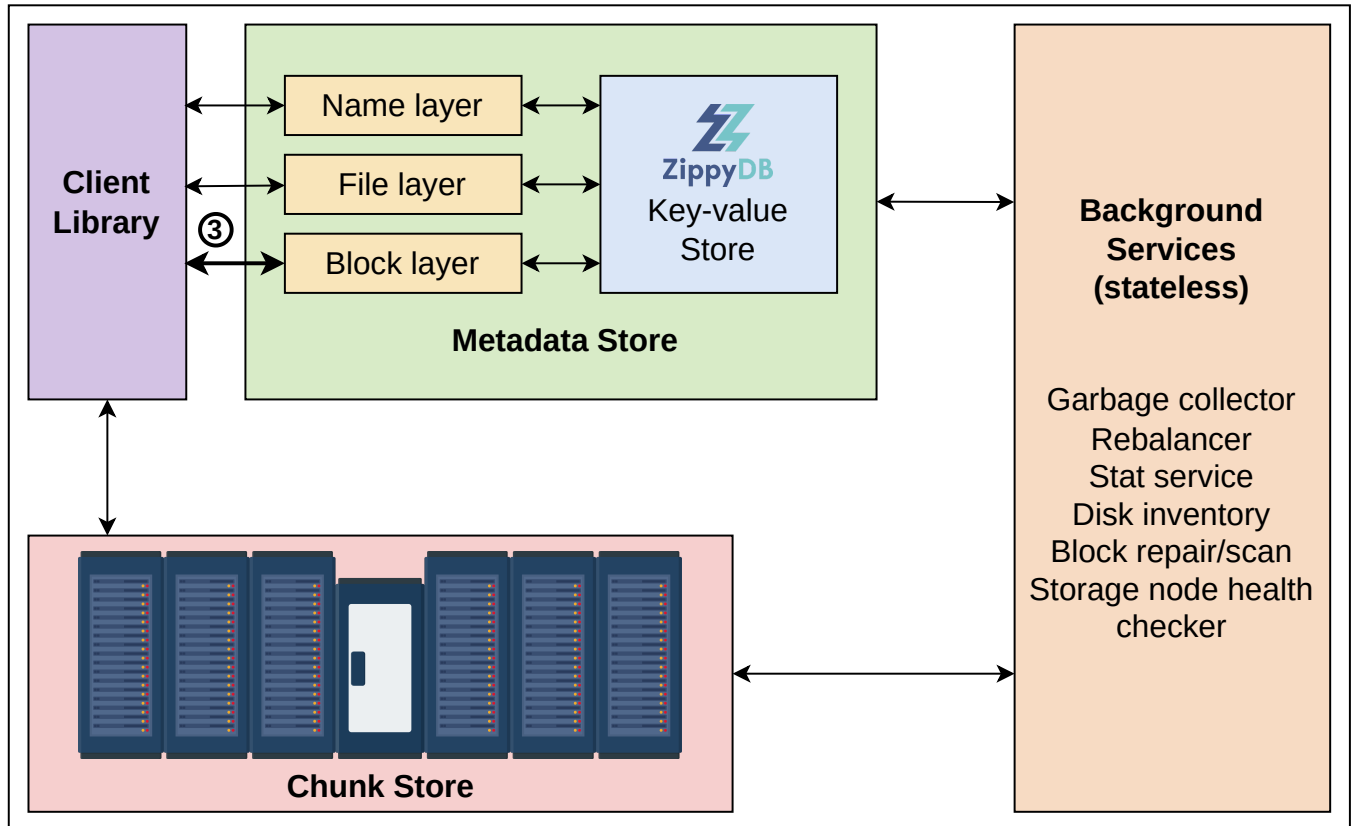 Client
Library
③
Name layer
File layer
Block layer
ZippyDB
Key-value
Store
Metadata Store
Background
Services
(stateless)
Garbage collector
Rebalancer
Stat service
Disk inventory
Block repair/scan
Storage node health
checker
Chunk Store